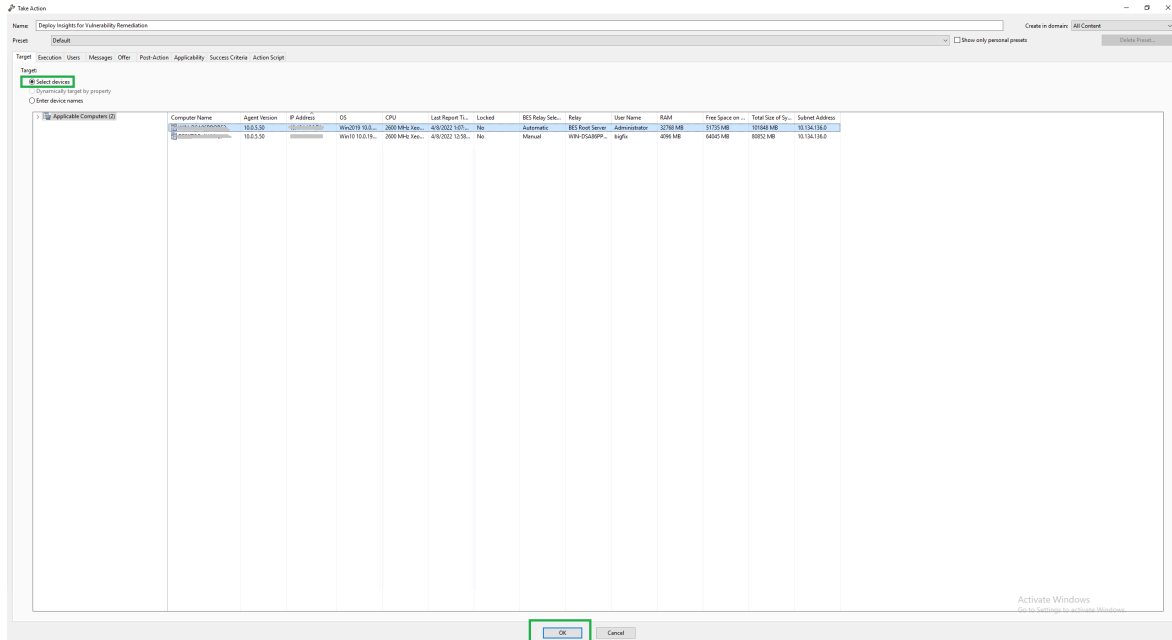 Take Action
Name: Deploy Insights for Vulnerability Remediation Create in domain: All Content
Preset: Default Show only personal presets Delete Preset...
Target Execution Users Messages Offer Post-Action Applicability Success Criteria Action Script
Target:
Select devices
Dynamically target by property
Enter device names
Applicable Computers (2) Computer Name Agent Version IP Address OS CPU Last Report Ti... Locked BES Relay Sele... Relay User Name RAM Free Space on ... Total Size of Sy... Subnet Address
10.0.5.50 Win2019 10.0.... 2600 MHz Xeo... 4/8/2022 1:07:... No Automatic BES Root Server Administrator 32768 MB 51735 MB 101848 MB 10.134.136.0
10.0.5.50 Win10 10.0.19... 2600 MHz Xeo... 4/8/2022 12:58... No Manual WIN-DSA86PP... bigfix 4096 MB 64045 MB 80852 MB 10.134.136.0
Activate Windows
Go to Settings to activate Windows.
OK Cancel